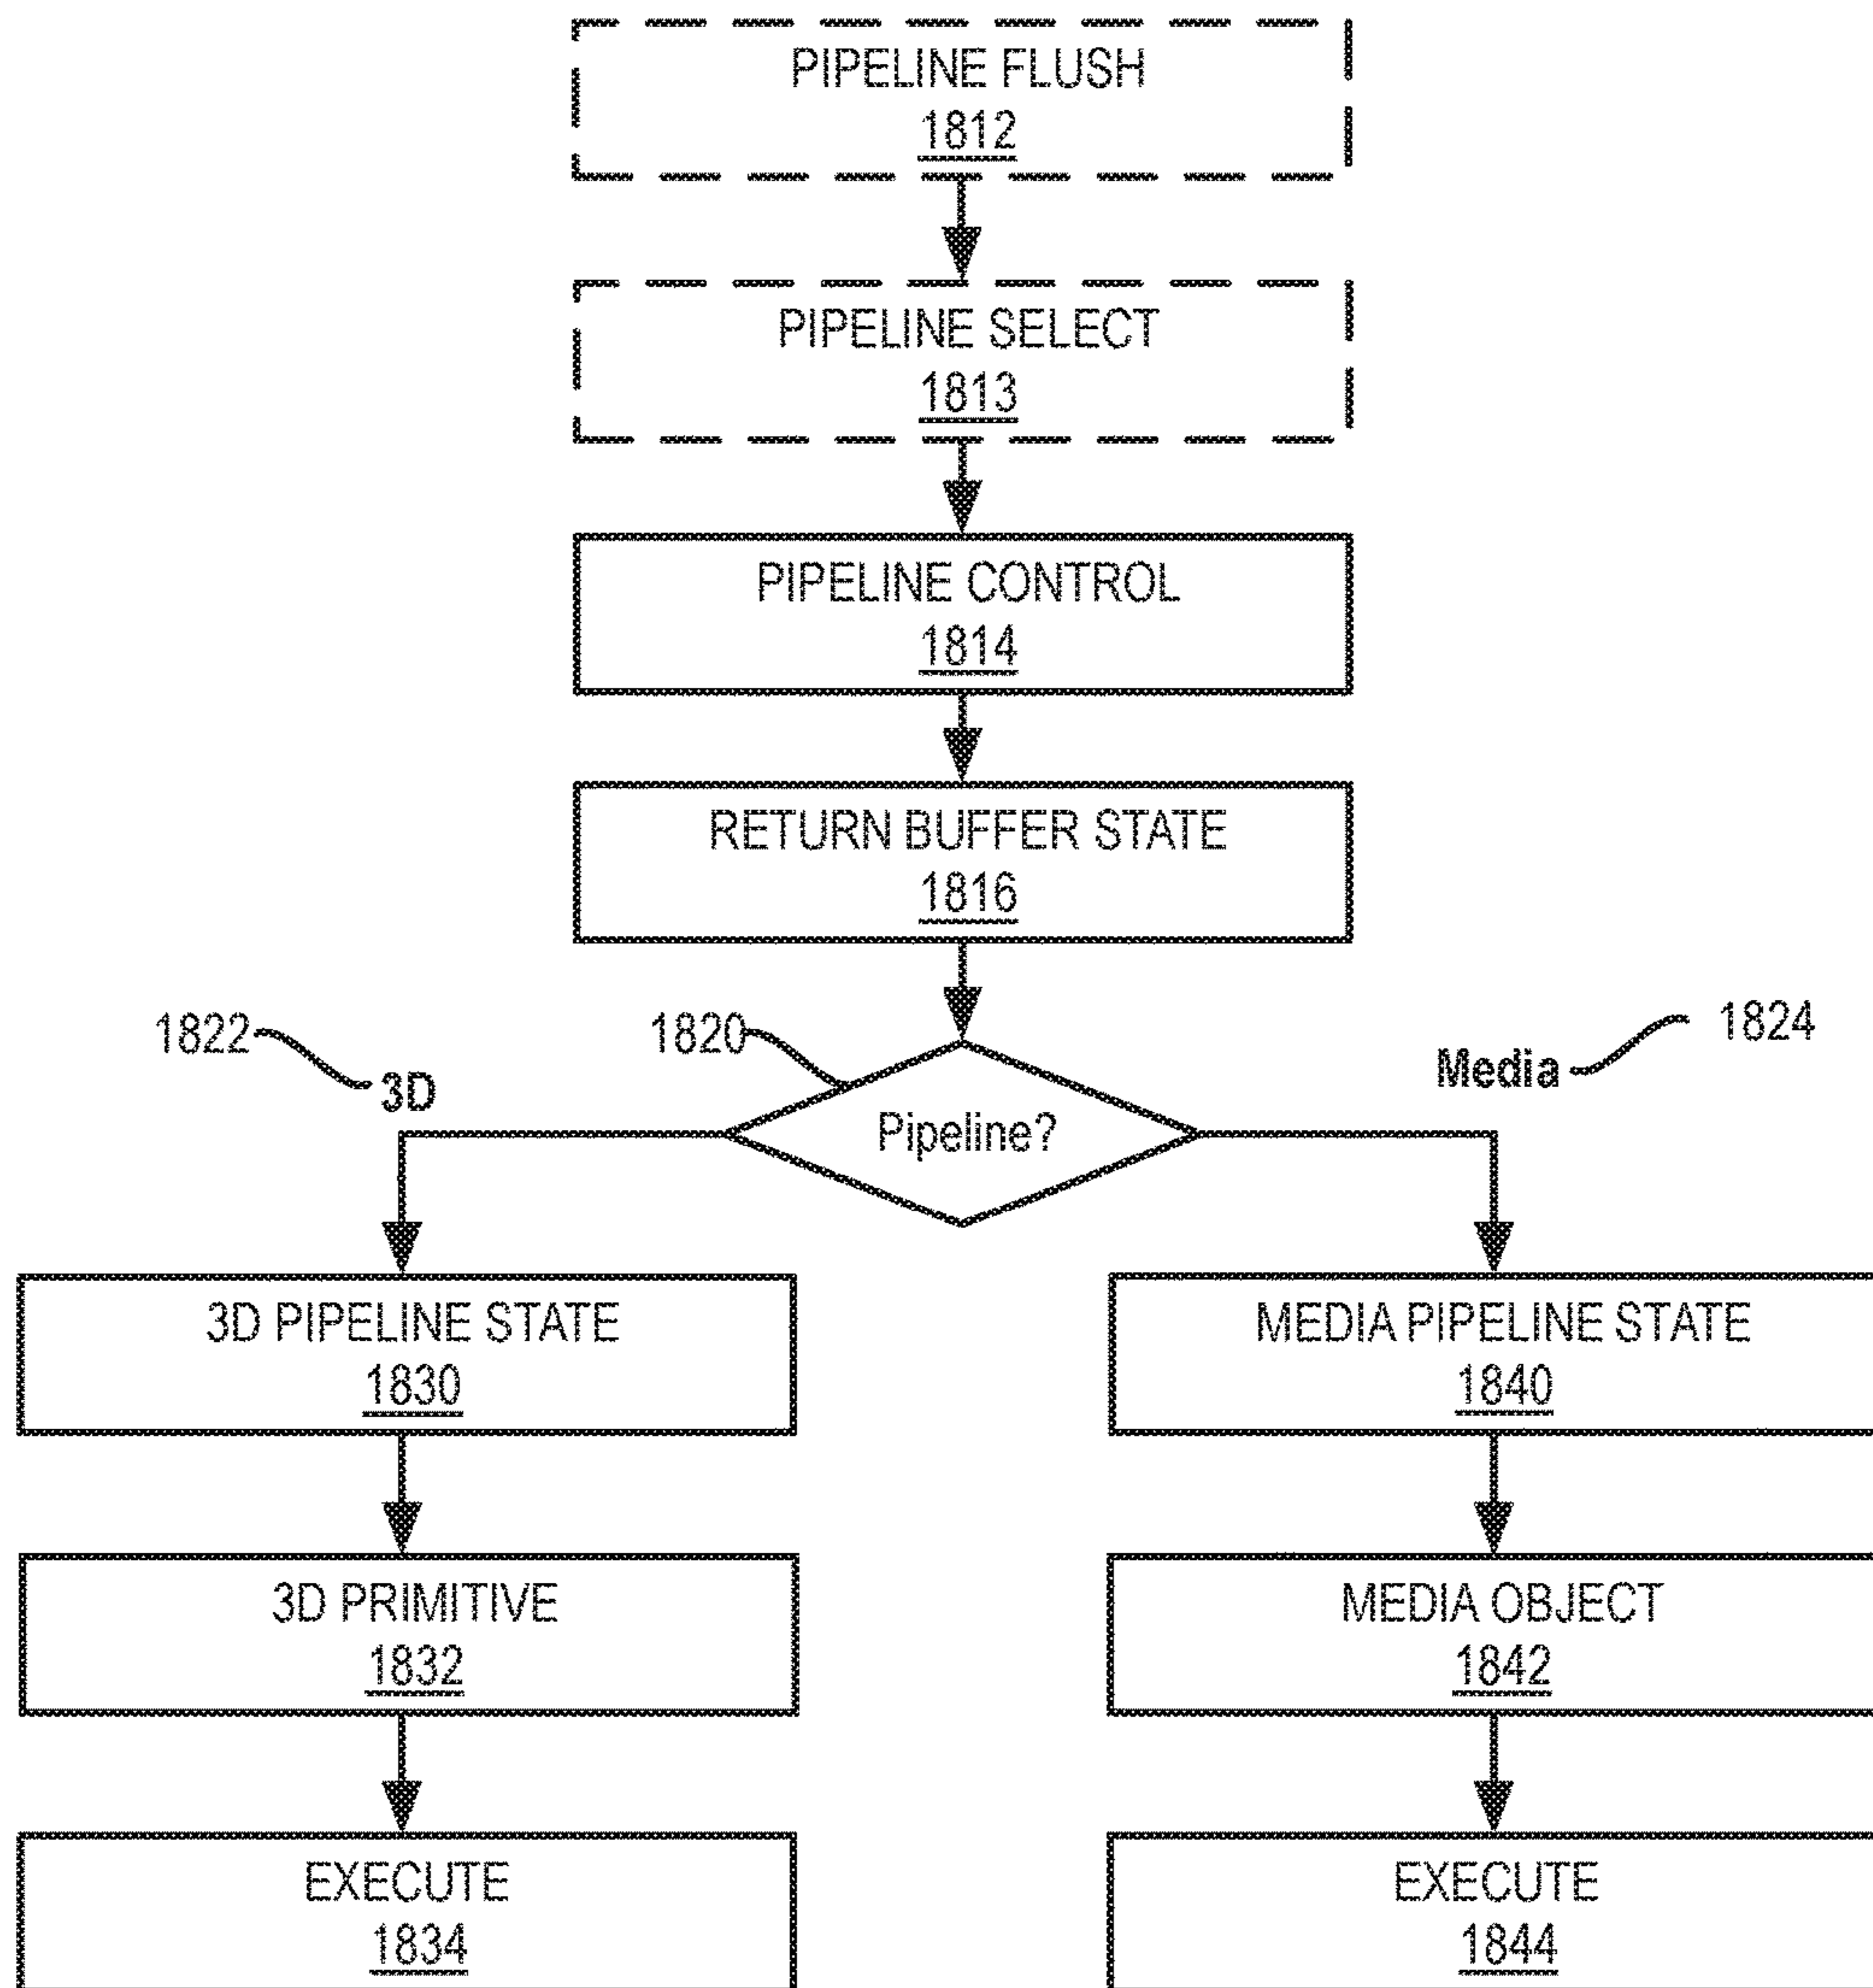 PIPELINE FLUSH
1812
PIPELINE SELECT
1813
PIPELINE CONTROL
1814
RETURN BUFFER STATE
1816
1822
1820
1824
3D
Media
Pipeline?
3D PIPELINE STATE
1830
MEDIA PIPELINE STATE
1840
3D PRIMITIVE
1832
MEDIA OBJECT
1842
EXECUTE
1834
EXECUTE
1844